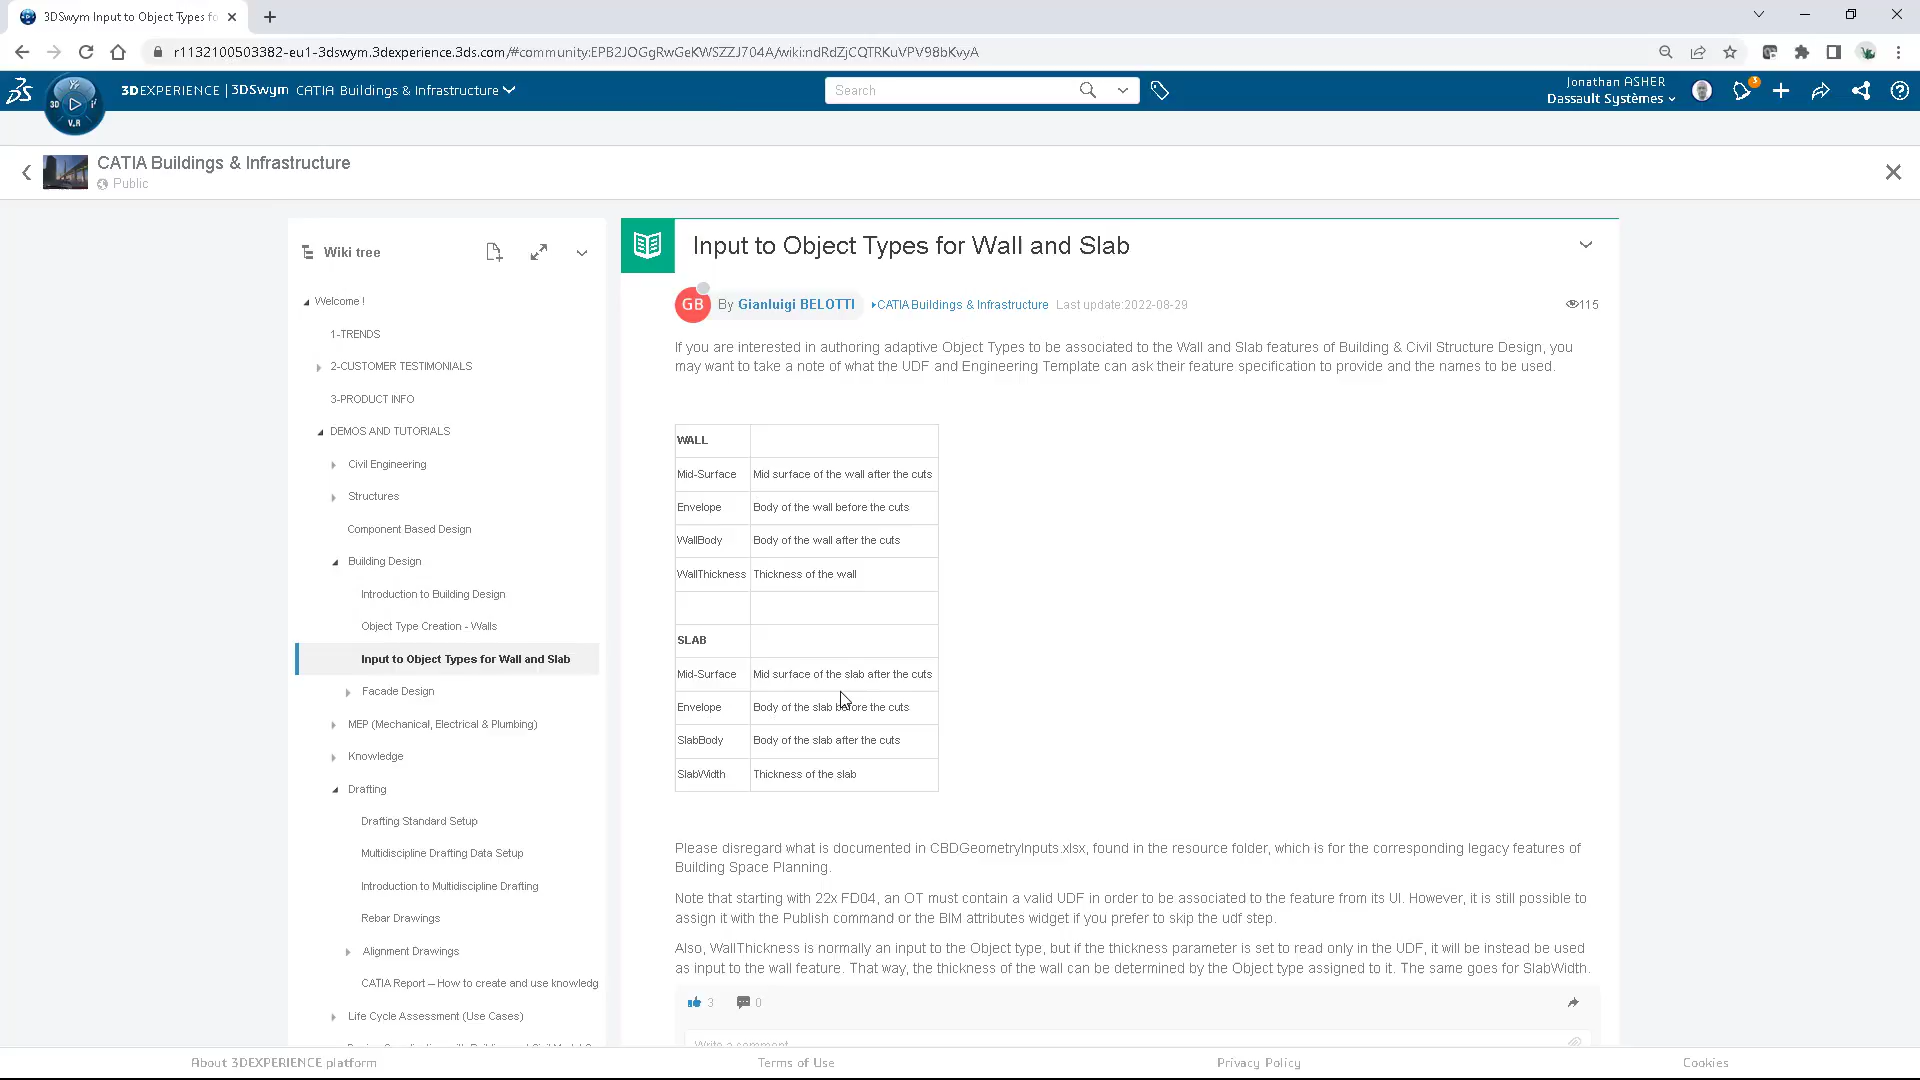 3DSwym Input to Object Types fo
r1132100503382-eu1-3dswym.3dexperience.3ds.com/#community:EPB2JOGgRwGeKWSZZJ704A/wiki:ndRdZjCQTRKuVPV98bKvyA
3DEXPERIENCE | 3DSwym CATIA Buildings & Infrastructure
Search
Jonathan ASHER
Dassault Systèmes
3
3D
V.R
CATIA Buildings & Infrastructure
Public
Wiki tree
Welcome !
1-TRENDS
2-CUSTOMER TESTIMONIALS
3-PRODUCT INFO
DEMOS AND TUTORIALS
Civil Engineering
Structures
Component Based Design
Building Design
Introduction to Building Design
Object Type Creation - Walls
Input to Object Types for Wall and Slab
Facade Design
MEP (Mechanical, Electrical & Plumbing)
Knowledge
Drafting
Drafting Standard Setup
Multidiscipline Drafting Data Setup
Introduction to Multidiscipline Drafting
Rebar Drawings
Alignment Drawings
CATIA Report – How to create and use knowledg
Life Cycle Assessment (Use Cases)
Input to Object Types for Wall and Slab
GB By Gianluigi BELOTTI CATIA Buildings & Infrastructure Last update:2022-08-29 115
If you are interested in authoring adaptive Object Types to be associated to the Wall and Slab features of Building & Civil Structure Design, you
may want to take a note of what the UDF and Engineering Template can ask their feature specification to provide and the names to be used.
WALL
Mid-Surface Mid surface of the wall after the cuts
Envelope Body of the wall before the cuts
WallBody Body of the wall after the cuts
WallThickness Thickness of the wall
SLAB
Mid-Surface Mid surface of the slab after the cuts
Envelope Body of the slab before the cuts
SlabBody Body of the slab after the cuts
SlabWidth Thickness of the slab
Please disregard what is documented in CBDGeometryInputs.xlsx, found in the resource folder, which is for the corresponding legacy features of
Building Space Planning.
Note that starting with 22x FD04, an OT must contain a valid UDF in order to be associated to the feature from its UI. However, it is still possible to
assign it with the Publish command or the BIM attributes widget if you prefer to skip the udf step.
Also, WallThickness is normally an input to the Object type, but if the thickness parameter is set to read only in the UDF, it will be instead be used
as input to the wall feature. That way, the thickness of the wall can be determined by the Object type assigned to it. The same goes for SlabWidth.
3 0
Write a comment
About 3DEXPERIENCE platform Terms of Use Privacy Policy Cookies